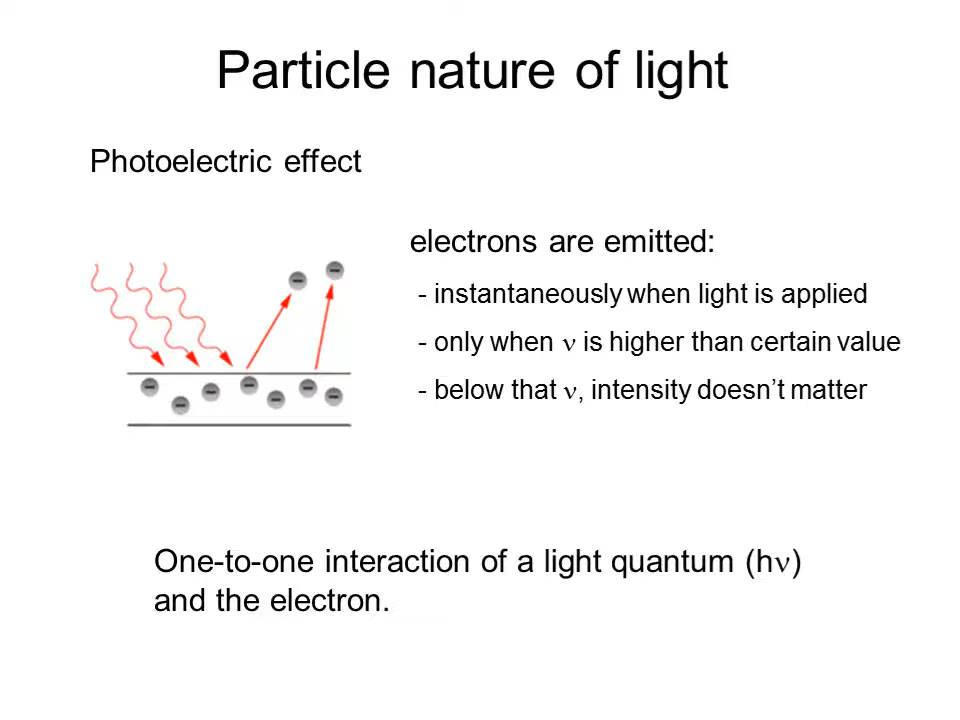 Particle nature of light
Photoelectric effect
electrons are emitted:
- instantaneously when light is applied
- only when ν is higher than certain value
- below that ν, intensity doesn’t matter
One-to-one interaction of a light quantum (hν)
and the electron.